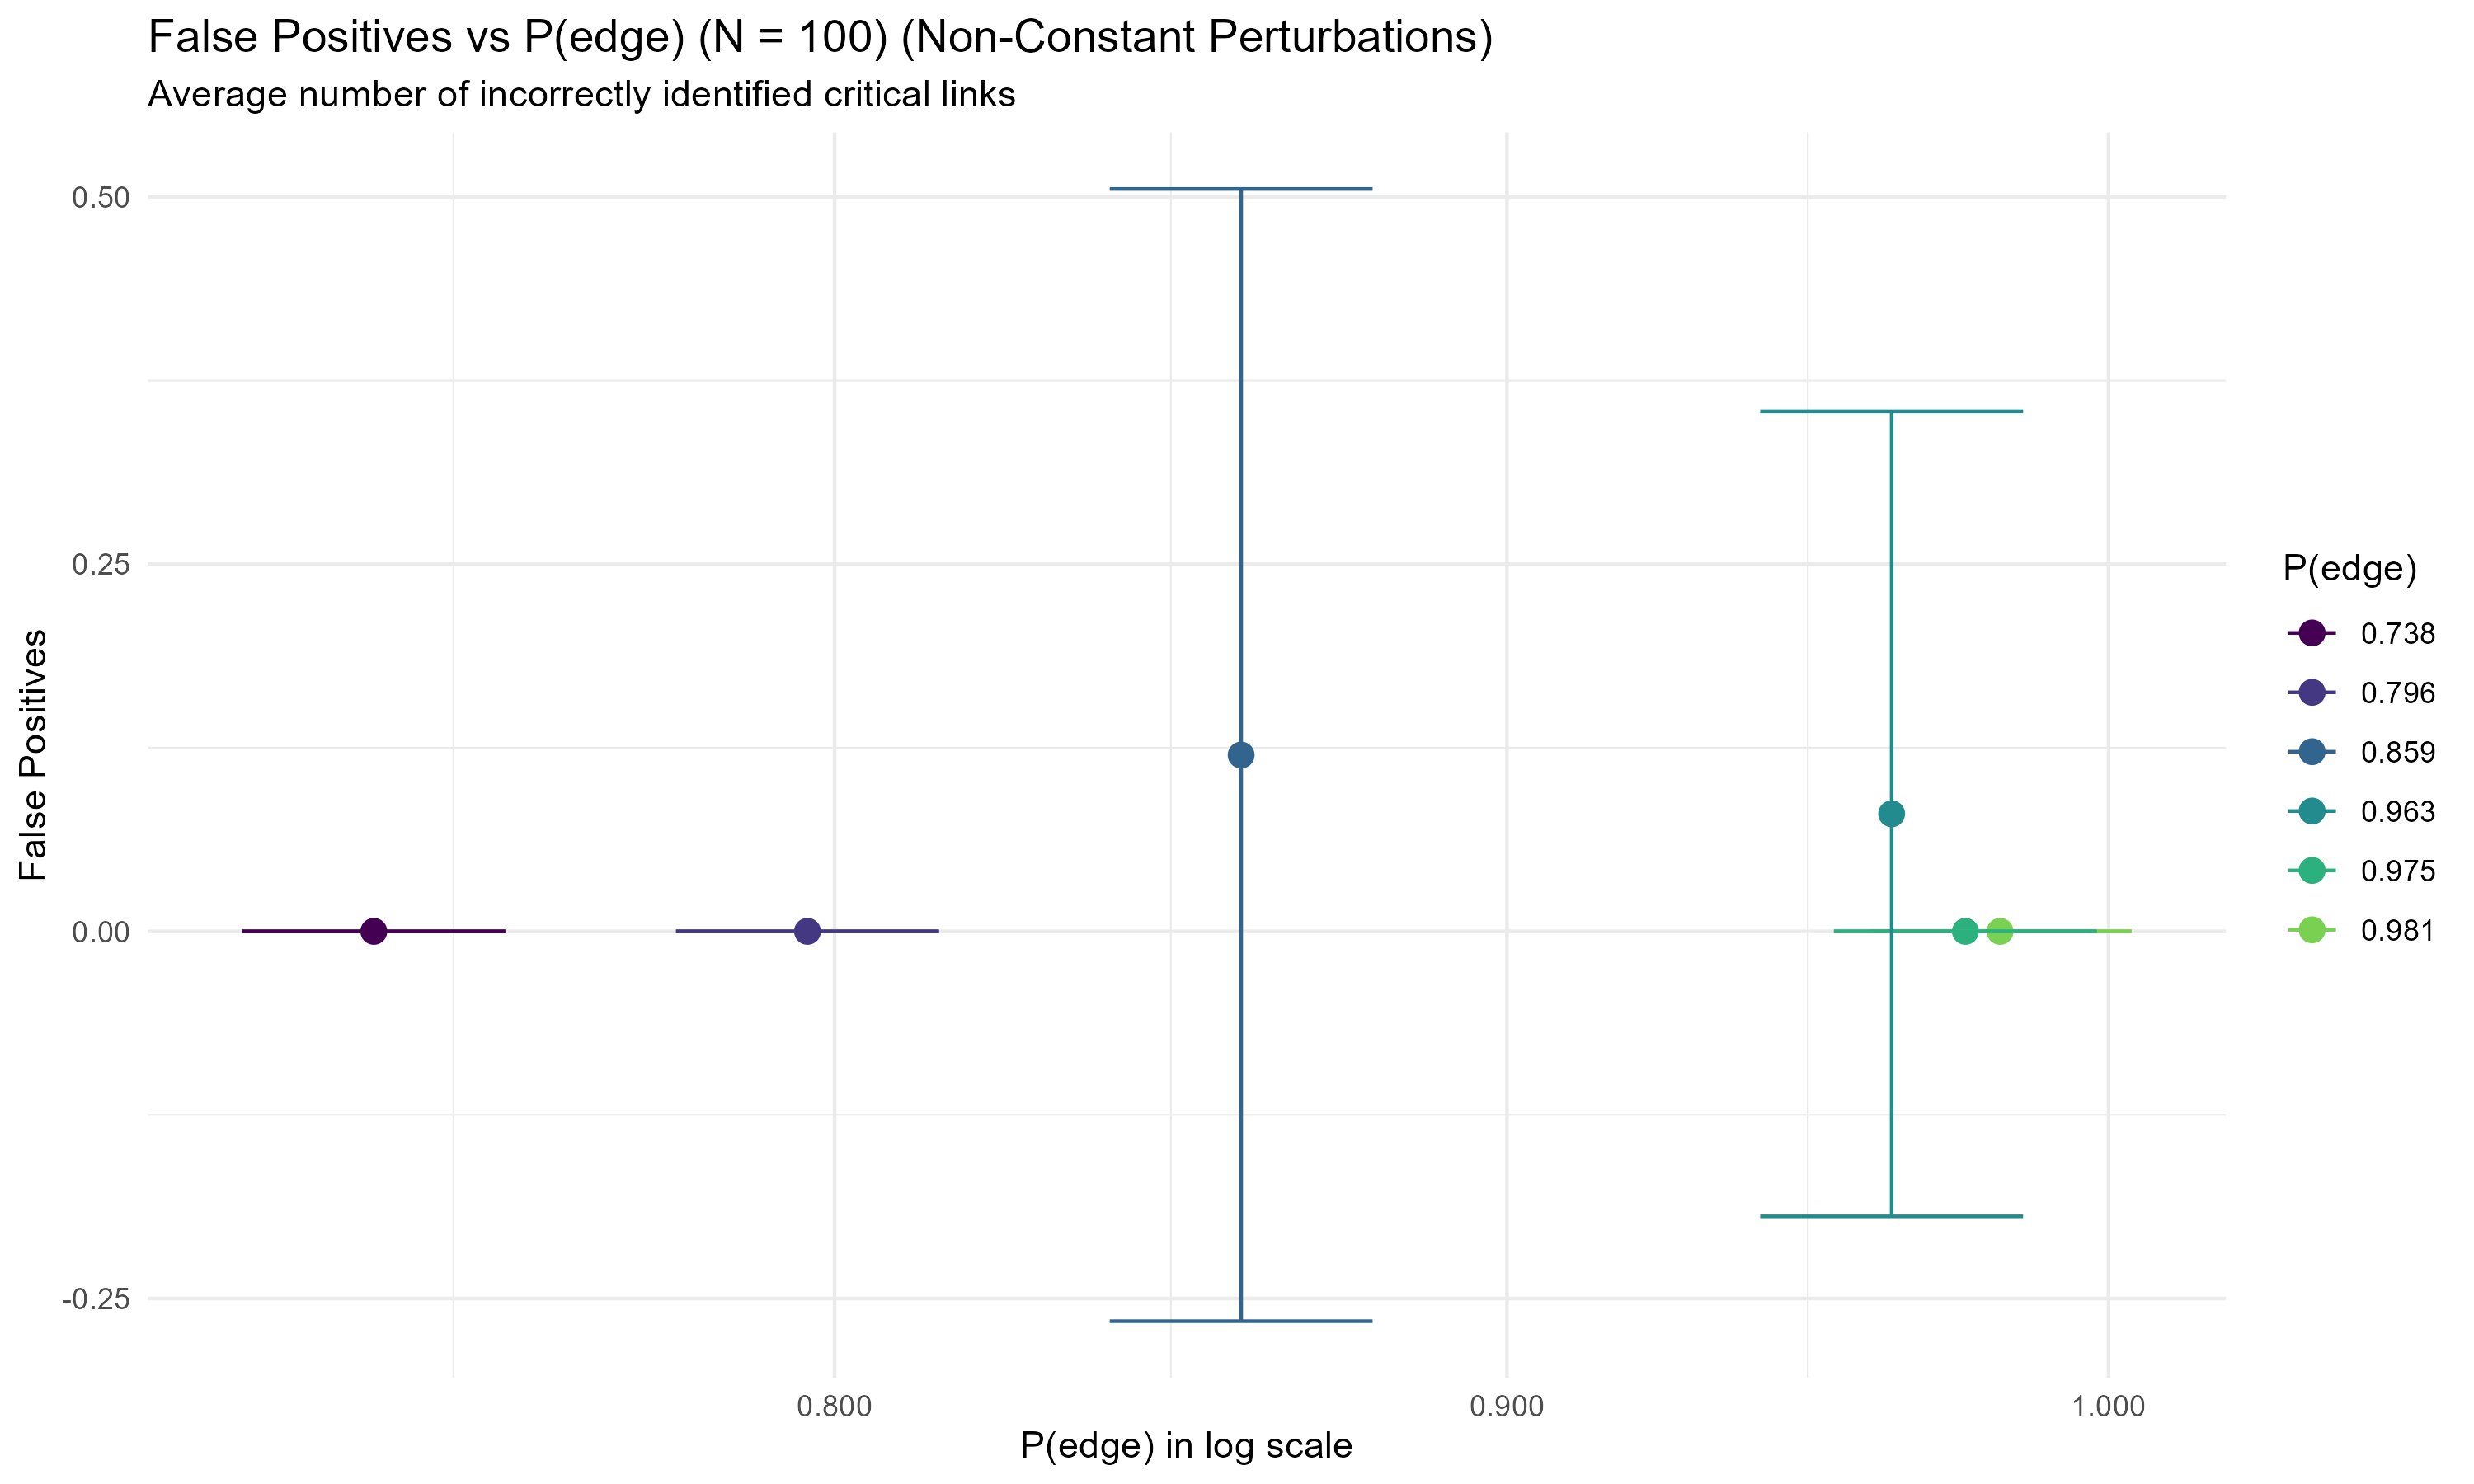 False Positives vs P(edge) (N = 100) (Non-Constant Perturbations)
Average number of incorrectly identified critical links
False Positives
0.50
0.25
0.00
-0.25
0.800
0.900
1.000
P(edge) in log scale
P(edge)
0.738
0.796
0.859
0.963
0.975
0.981